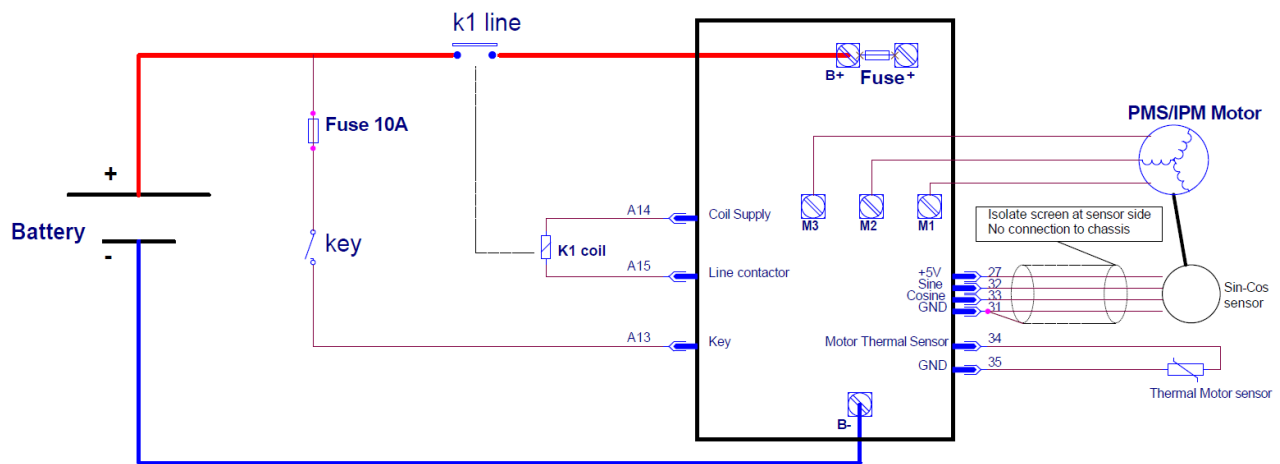 k1 line
B+
Fuse
+
PMS/IPM Motor
Fuse 10A
+
Battery
-
key
A14
Coil Supply
K1 coil
A15
Line contactor
A13
Key
M3
M2
M1
Isolate screen at sensor side
No connection to chassis
+5V
27
Sine
32
Cosine
33
GND
31
Sin-Cos
sensor
Motor Thermal Sensor
34
GND
35
Thermal Motor sensor
B-